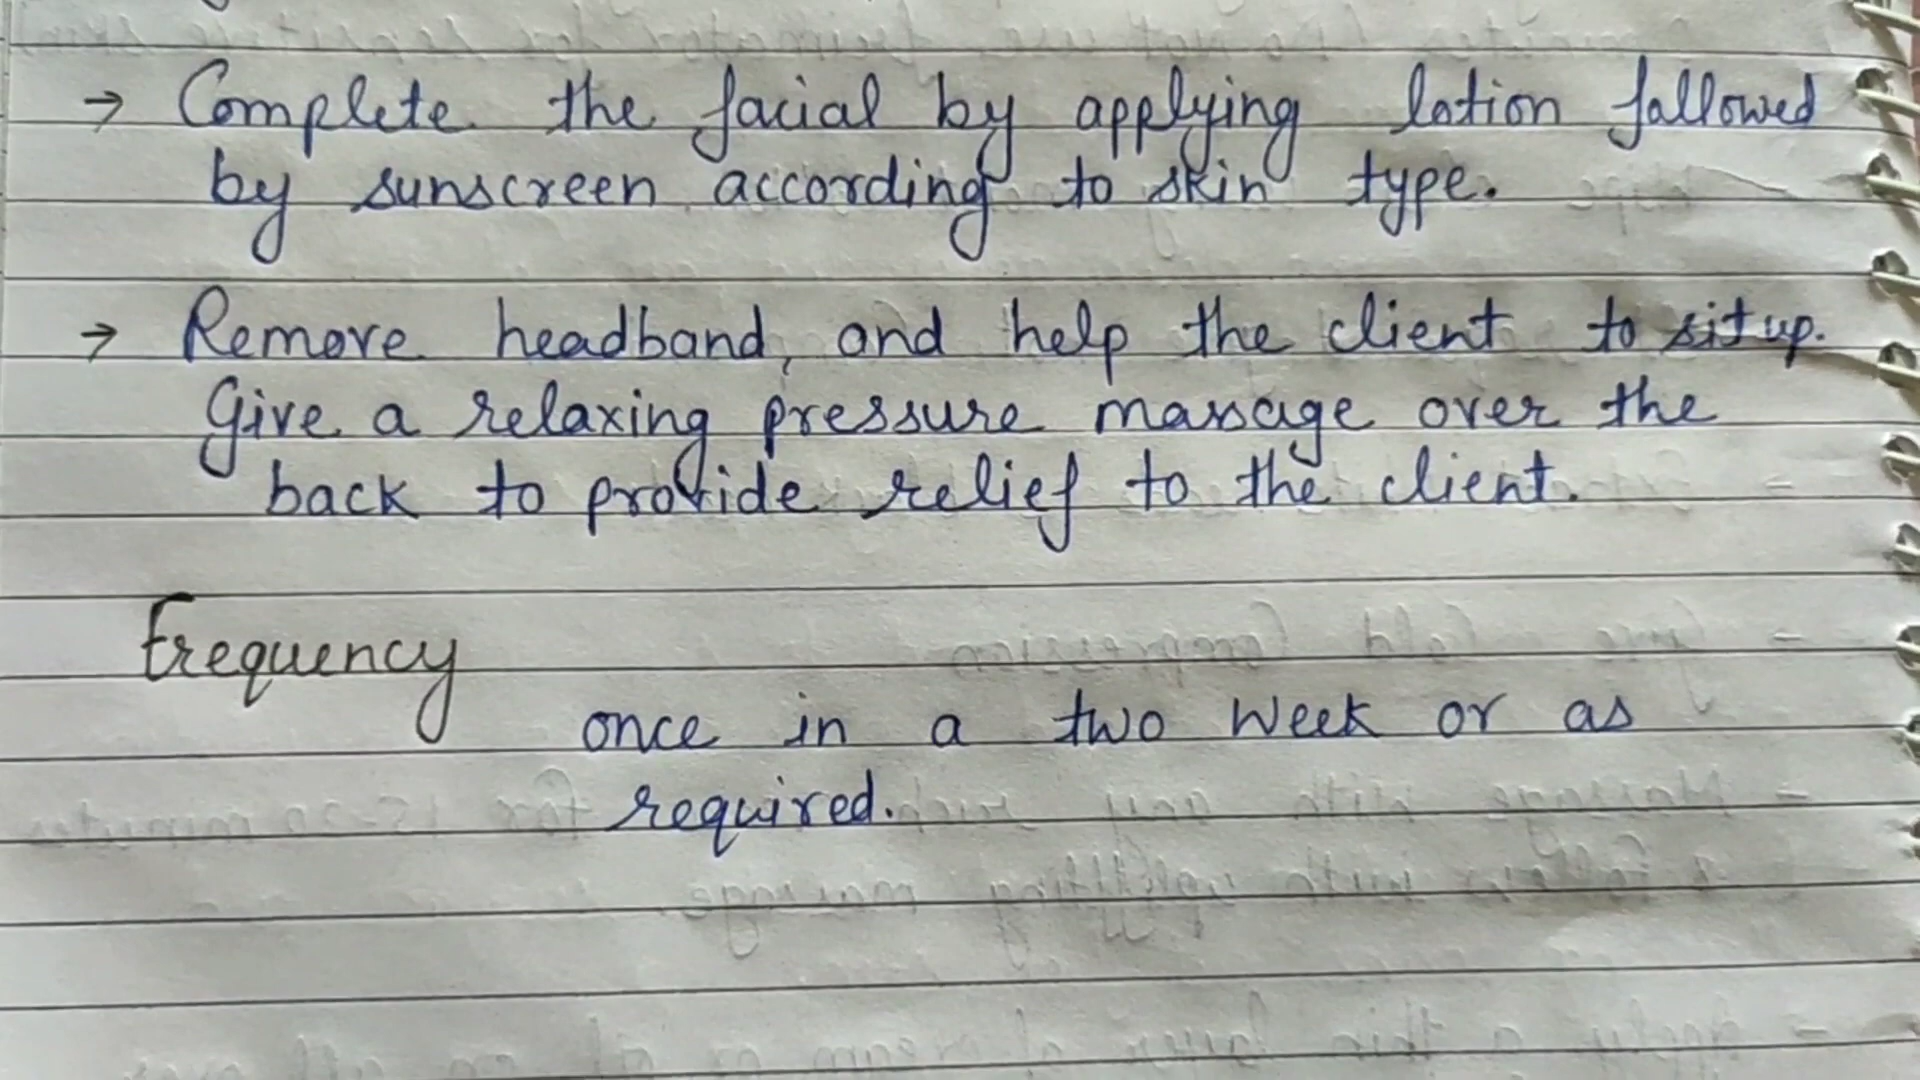 → Complete the facial by applying lotion fallowed
by sunscreen according to skin type.
→ Remove headband, and help the client to sit up.
Give a relaxing pressure massage over the
back to provide relief to the client.
Frequency
once in a two week or as
required.